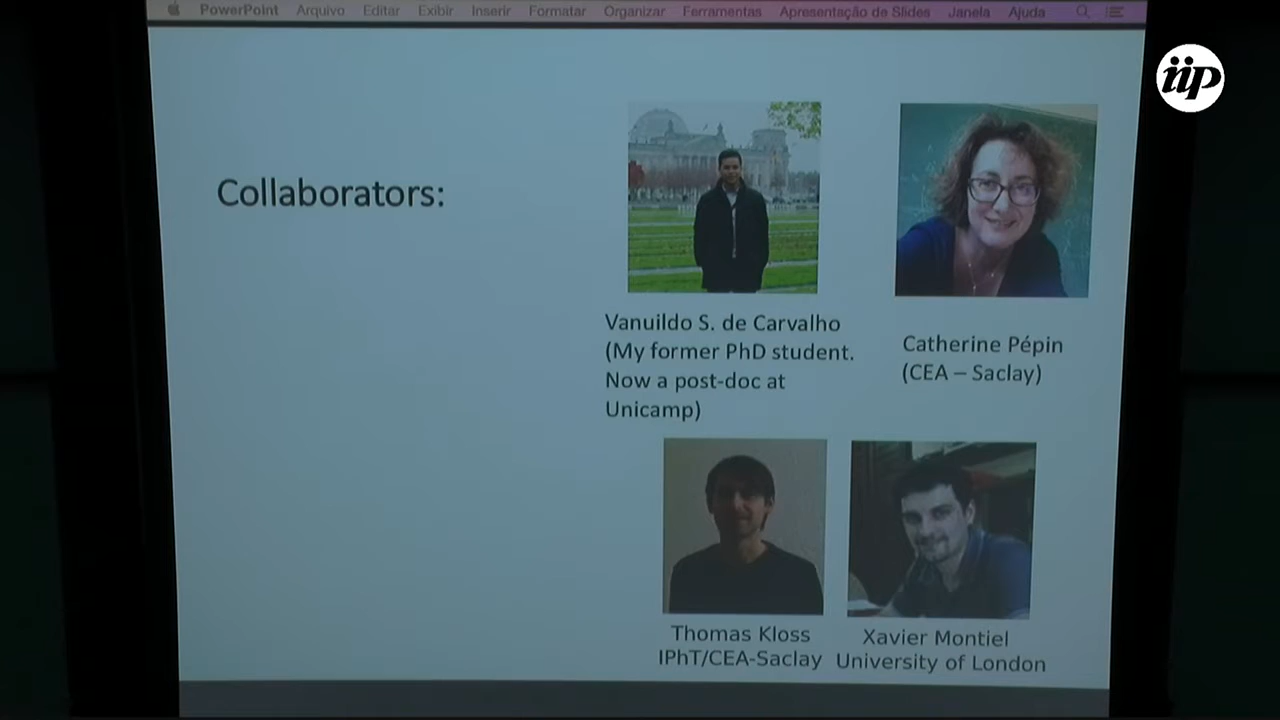 PowerPoint Arquivo Editar Exibir Inserir Formatar Organizar Ferramentas Apresentação de Slides Janela Ajuda
iip
Collaborators:
Vanuildo S. de Carvalho
(My former PhD student.
Now a post-doc at
Unicamp)
Catherine Pépin
(CEA – Saclay)
Thomas Kloss
IPhT/CEA-Saclay
Xavier Montiel
University of London